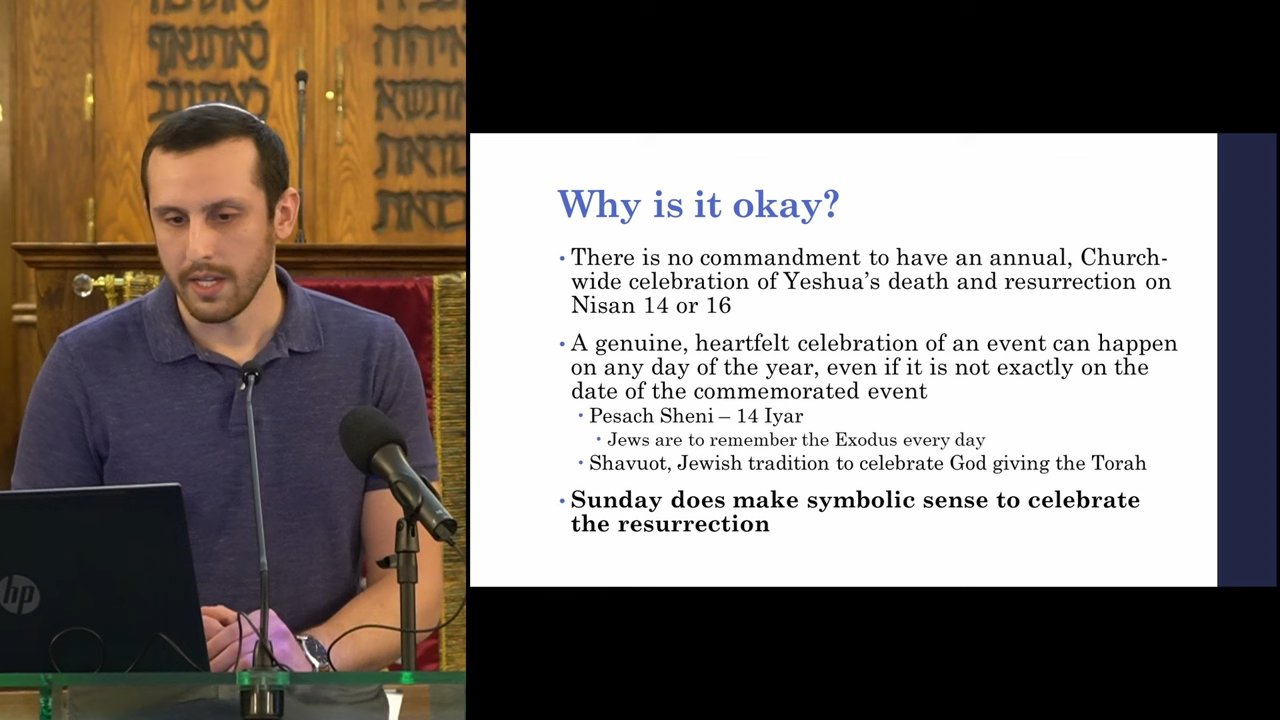 לא תנאף
hp
Why is it okay?
• There is no commandment to have an annual, Church-
wide celebration of Yeshua’s death and resurrection on
Nisan 14 or 16
• A genuine, heartfelt celebration of an event can happen
on any day of the year, even if it is not exactly on the
date of the commemorated event
• Pesach Sheni – 14 Iyar
• Jews are to remember the Exodus every day
• Shavuot, Jewish tradition to celebrate God giving the Torah
• Sunday does make symbolic sense to celebrate
the resurrection